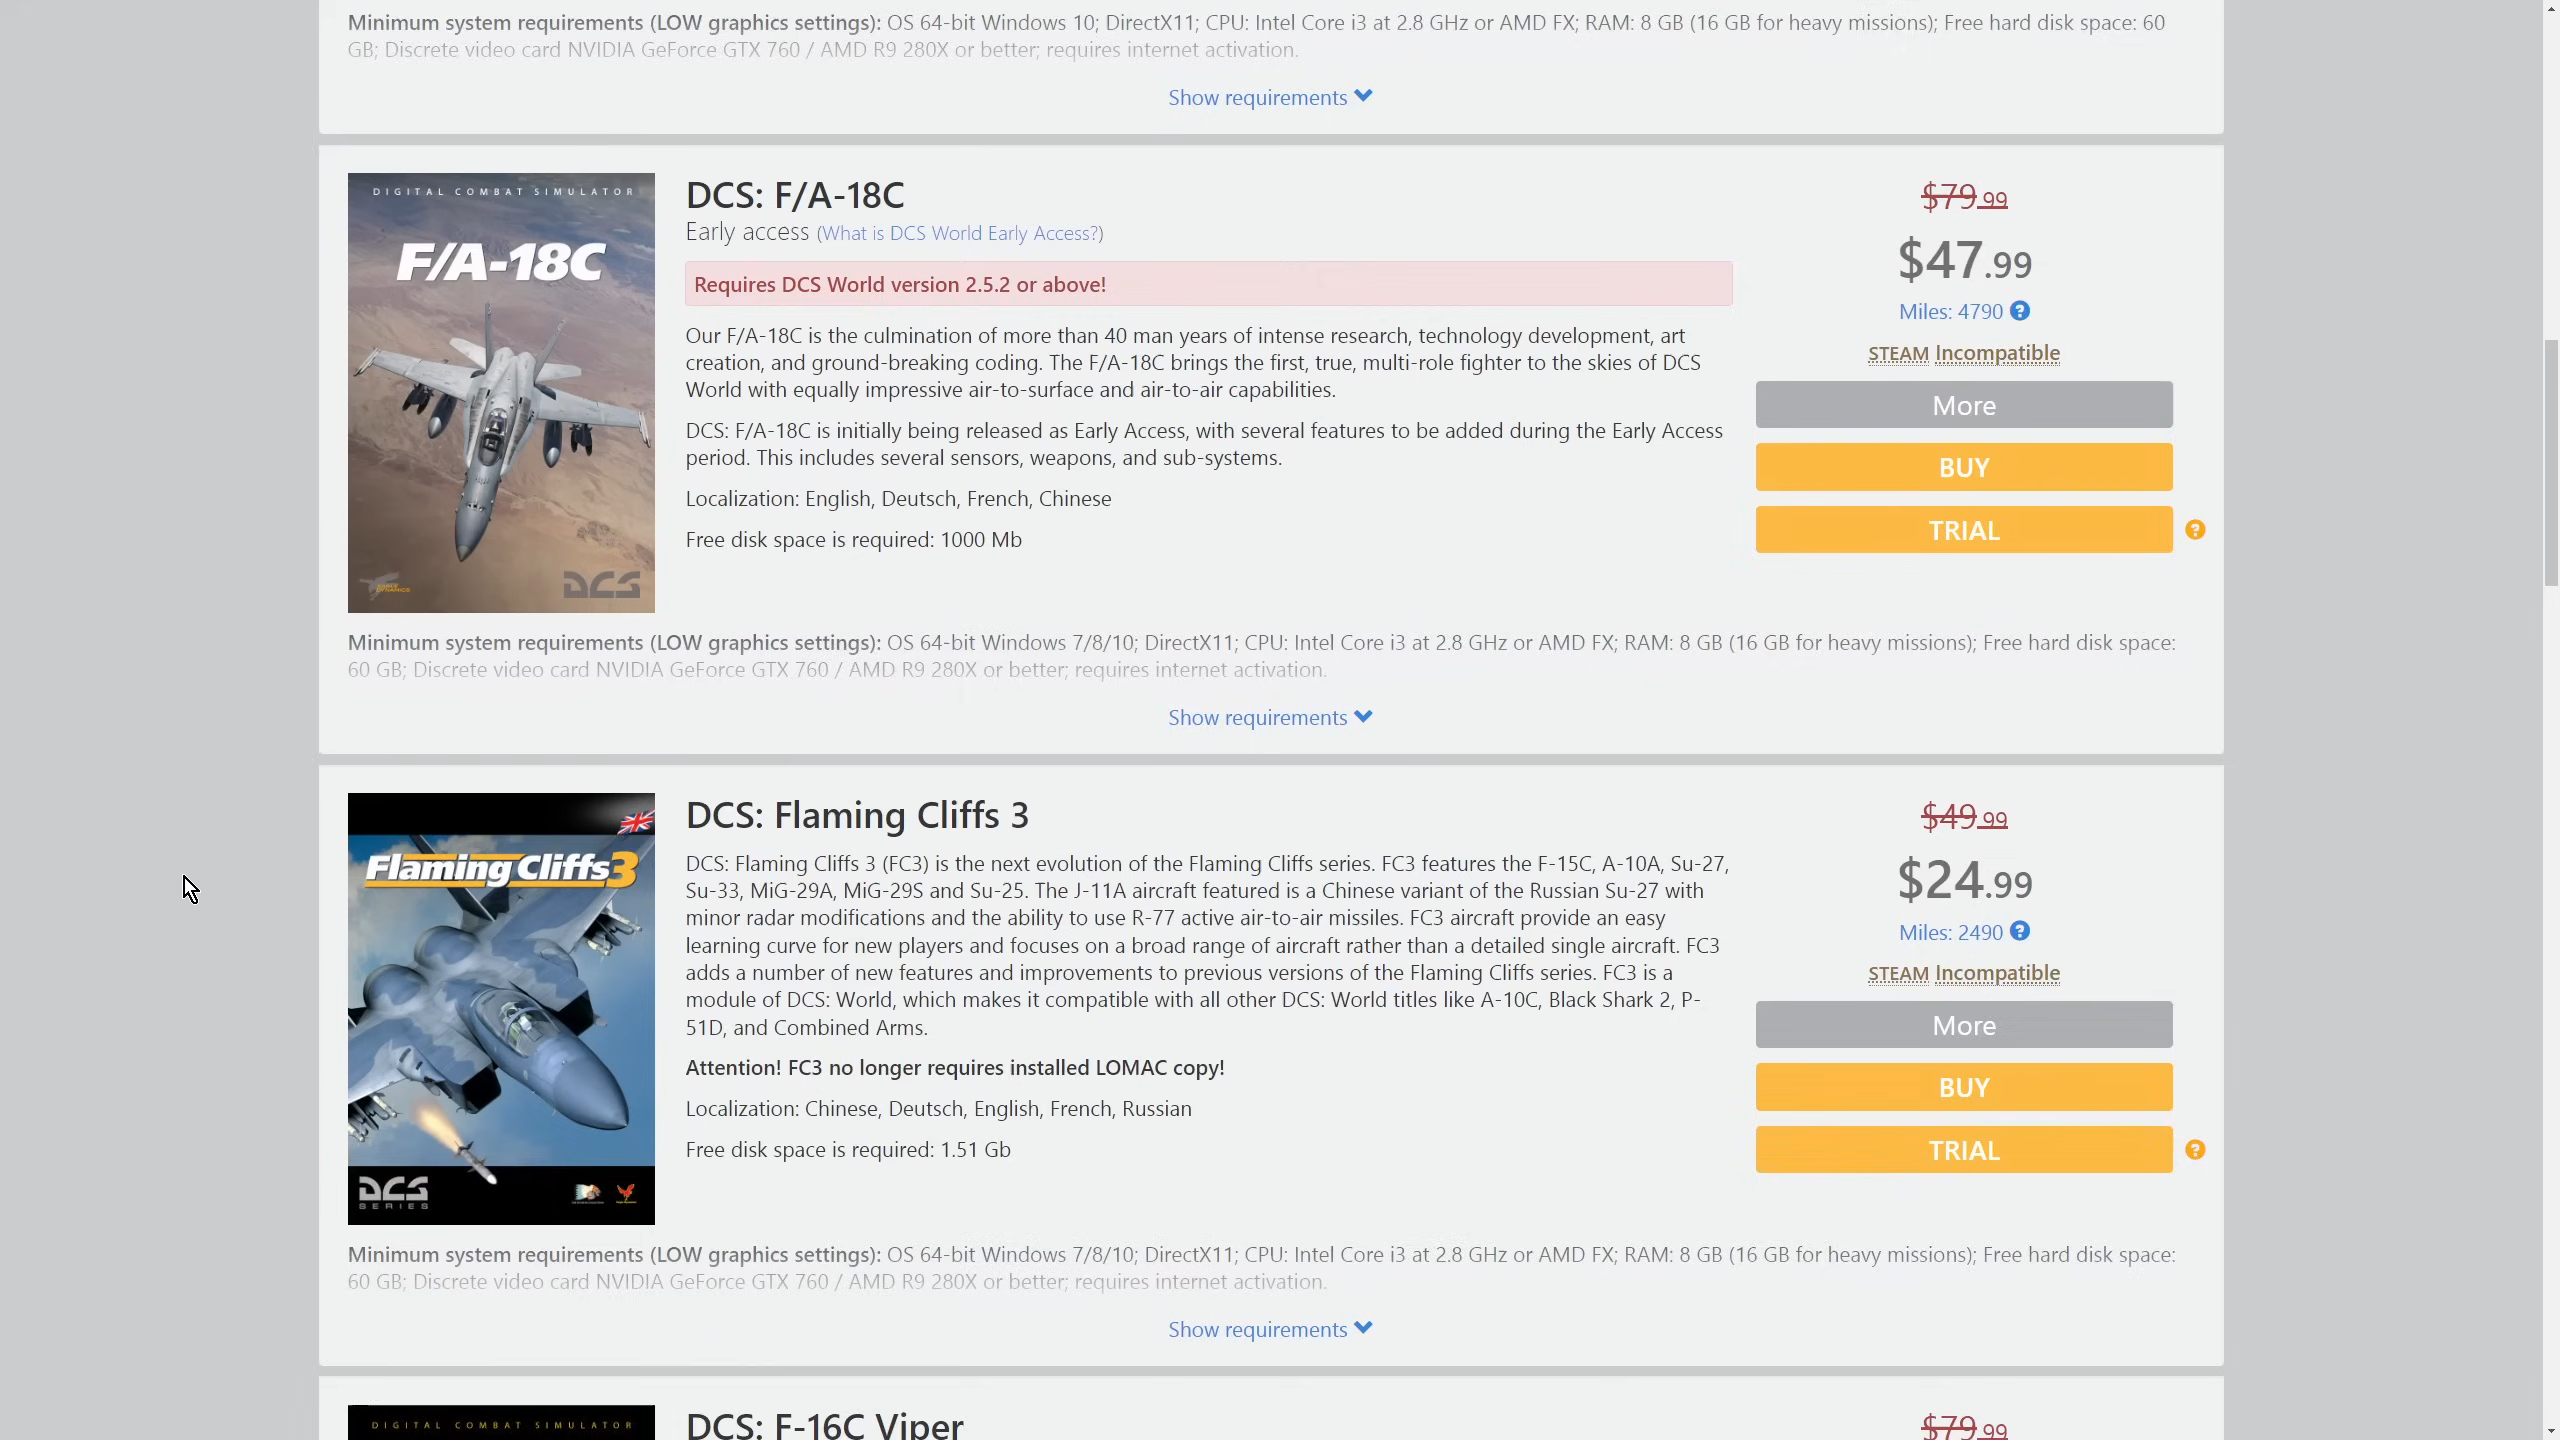 Minimum system requirements (LOW graphics settings): OS 64-bit Windows 10; DirectX11; CPU: Intel Core i3 at 2.8 GHz or AMD FX; RAM: 8 GB (16 GB for heavy missions); Free hard disk space: 60
GB; Discrete video card NVIDIA GeForce GTX 760 / AMD R9 280X or better; requires internet activation.
Show requirements
DIGITAL COMBAT SIMULATOR
F/A-18C
DCS
DCS: F/A-18C
Early access (What is DCS World Early Access?)
Requires DCS World version 2.5.2 or above!
Our F/A-18C is the culmination of more than 40 man years of intense research, technology development, art
creation, and ground-breaking coding. The F/A-18C brings the first, true, multi-role fighter to the skies of DCS
World with equally impressive air-to-surface and air-to-air capabilities.
DCS: F/A-18C is initially being released as Early Access, with several features to be added during the Early Access
period. This includes several sensors, weapons, and sub-systems.
Localization: English, Deutsch, French, Chinese
Free disk space is required: 1000 Mb
$79.99
$47.99
Miles: 4790 ?
STEAM Incompatible
More
BUY
TRIAL ?
Minimum system requirements (LOW graphics settings): OS 64-bit Windows 7/8/10; DirectX11; CPU: Intel Core i3 at 2.8 GHz or AMD FX; RAM: 8 GB (16 GB for heavy missions); Free hard disk space:
60 GB; Discrete video card NVIDIA GeForce GTX 760 / AMD R9 280X or better; requires internet activation.
Show requirements
Flaming Cliffs 3
DCS
SERIES
DCS: Flaming Cliffs 3
DCS: Flaming Cliffs 3 (FC3) is the next evolution of the Flaming Cliffs series. FC3 features the F-15C, A-10A, Su-27,
Su-33, MiG-29A, MiG-29S and Su-25. The J-11A aircraft featured is a Chinese variant of the Russian Su-27 with
minor radar modifications and the ability to use R-77 active air-to-air missiles. FC3 aircraft provide an easy
learning curve for new players and focuses on a broad range of aircraft rather than a detailed single aircraft. FC3
adds a number of new features and improvements to previous versions of the Flaming Cliffs series. FC3 is a
module of DCS: World, which makes it compatible with all other DCS: World titles like A-10C, Black Shark 2, P-
51D, and Combined Arms.
Attention! FC3 no longer requires installed LOMAC copy!
Localization: Chinese, Deutsch, English, French, Russian
Free disk space is required: 1.51 Gb
$49.99
$24.99
Miles: 2490 ?
STEAM Incompatible
More
BUY
TRIAL ?
Minimum system requirements (LOW graphics settings): OS 64-bit Windows 7/8/10; DirectX11; CPU: Intel Core i3 at 2.8 GHz or AMD FX; RAM: 8 GB (16 GB for heavy missions); Free hard disk space:
60 GB; Discrete video card NVIDIA GeForce GTX 760 / AMD R9 280X or better; requires internet activation.
Show requirements
DIGITAL COMBAT SIMULATOR
DCS: F-16C Viper
$79.99